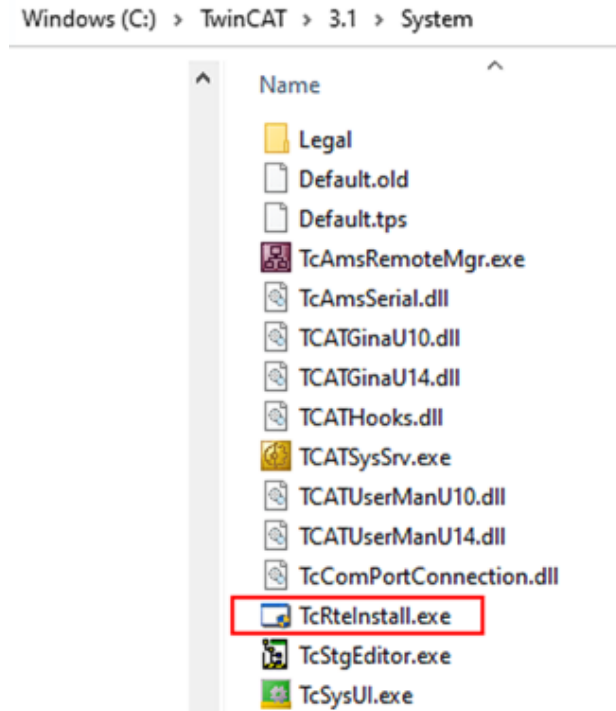 Windows (C:) > TwinCAT > 3.1 > System
Name
Legal
Default.old
Default.tps
TcAmsRemoteMgr.exe
TcAmsSerial.dll
TCATGinaU10.dll
TCATGinaU14.dll
TCATHooks.dll
TCATSysSrv.exe
TCATUserManU10.dll
TCATUserManU14.dll
TcComPortConnection.dll
TcRteInstall.exe
TcStgEditor.exe
TcSysUI.exe